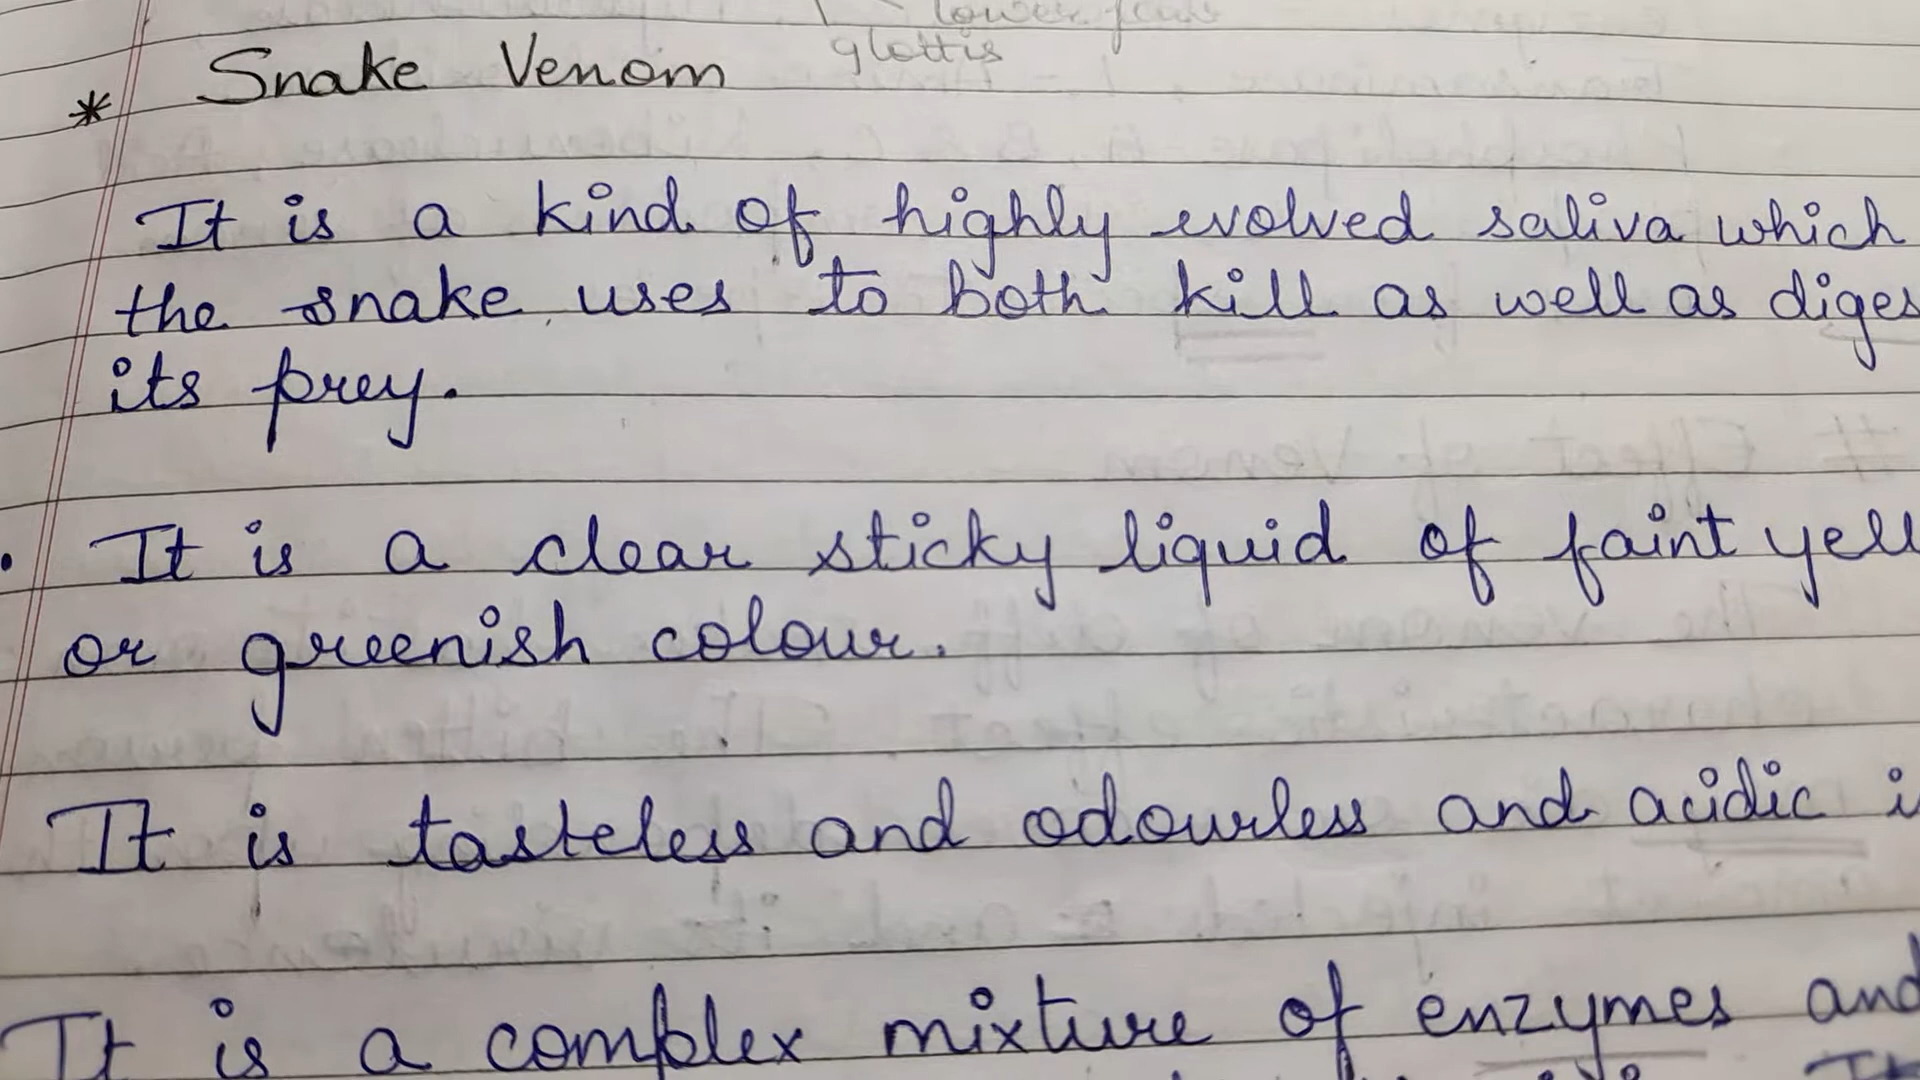 lower
glottis
* Snake Venom
It is a kind of highly evolved saliva which
the snake uses to both kill as well as diges
its prey.
. It is a clear sticky liquid of faint yell
or greenish colour.
It is tasteless and odourless and acidic i
It is a complex mixture of enzymes and
It